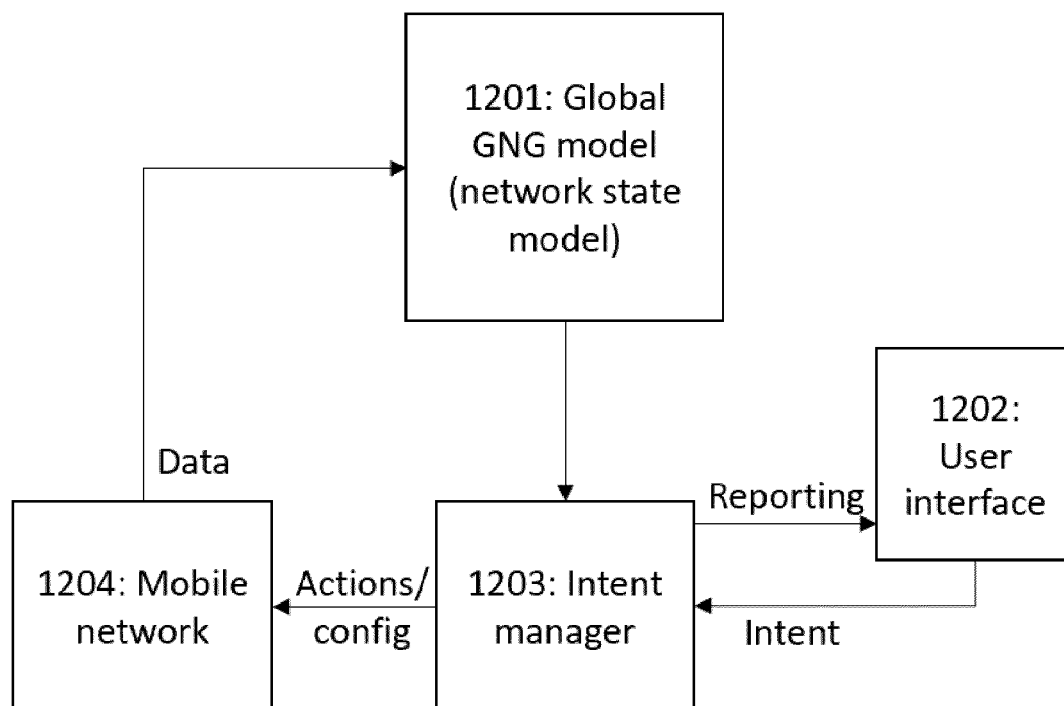 1201: Global
GNG model
(network state
model)
1202:
User
interface
Data
Reporting
1204: Mobile
network
Actions/
config
1203: Intent
manager
Intent